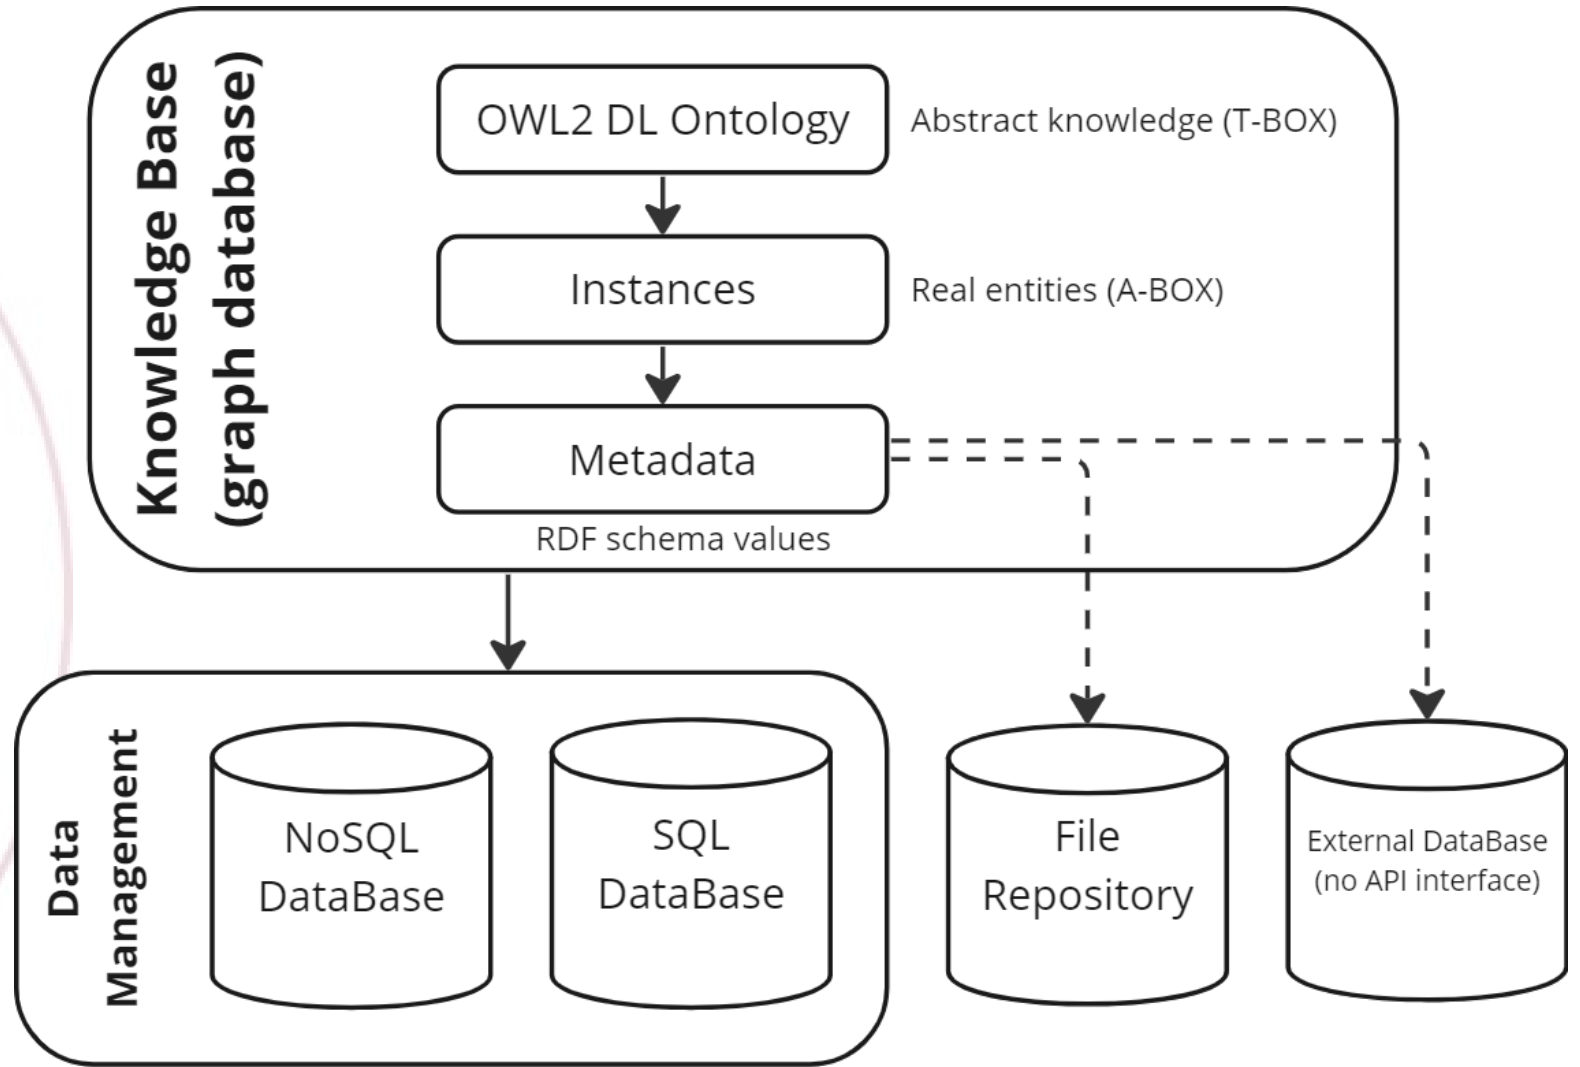 Knowledge Base
(graph database)
OWL2 DL Ontology
Abstract knowledge (T-BOX)
Instances
Real entities (A-BOX)
Metadata
RDF schema values
Data
Management
NoSQL
DataBase
SQL
DataBase
File
Repository
External DataBase
(no API interface)